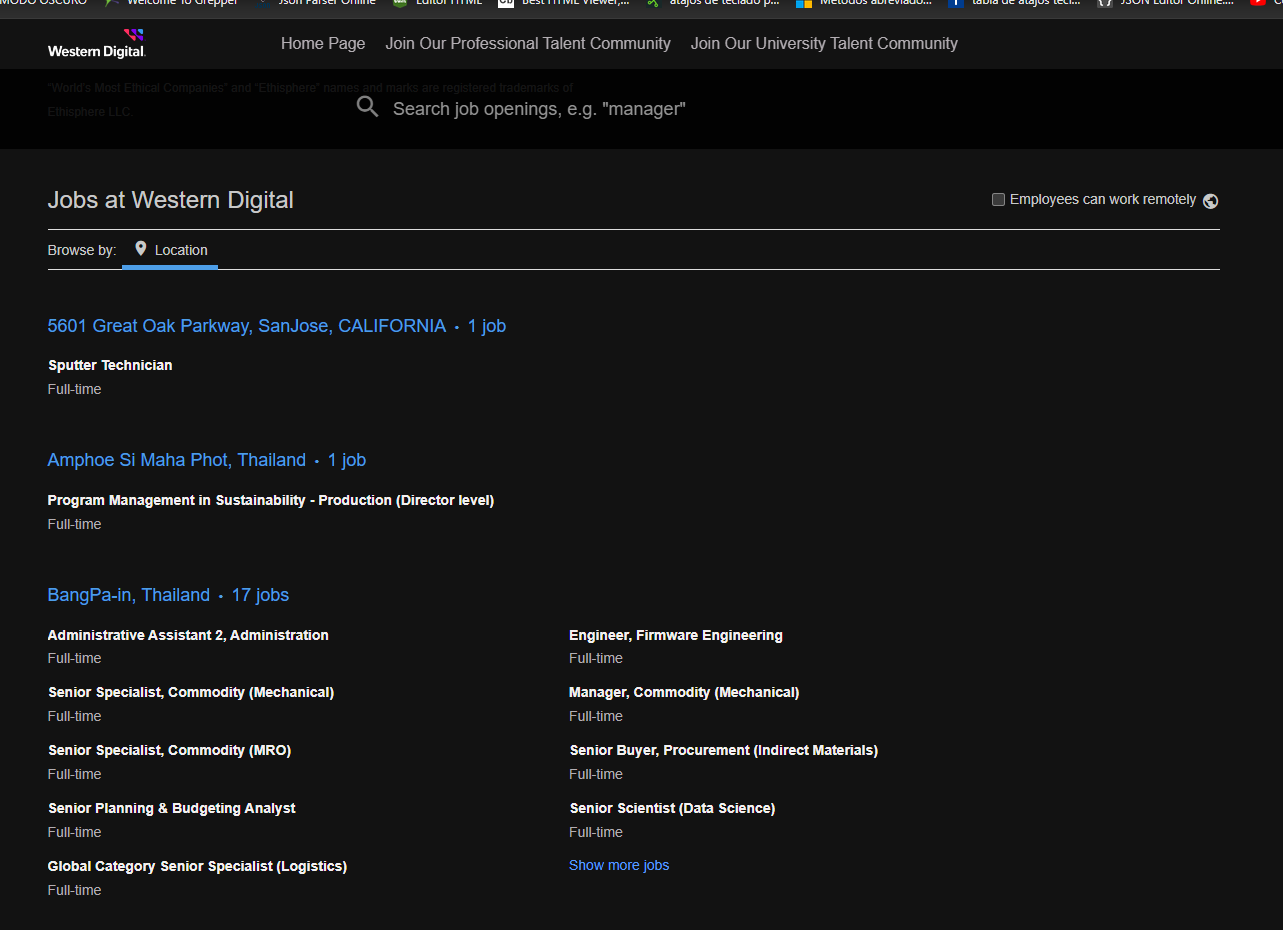 MODO OSCURO Welcome To Grepper Json Parser Online Editor HTML Best HTML Viewer,... atajos de teclado p... Métodos abreviado... tabla de atajos tecl... JSON Editor Online:...
Western Digital. Home Page Join Our Professional Talent Community Join Our University Talent Community
"World's Most Ethical Companies" and "Ethisphere" names and marks are registered trademarks of
Ethisphere LLC.
Search job openings, e.g. "manager"
Jobs at Western Digital
Employees can work remotely
Browse by: Location
5601 Great Oak Parkway, SanJose, CALIFORNIA • 1 job
Sputter Technician
Full-time
Amphoe Si Maha Phot, Thailand • 1 job
Program Management in Sustainability - Production (Director level)
Full-time
BangPa-in, Thailand • 17 jobs
Administrative Assistant 2, Administration
Full-time
Engineer, Firmware Engineering
Full-time
Senior Specialist, Commodity (Mechanical)
Full-time
Manager, Commodity (Mechanical)
Full-time
Senior Specialist, Commodity (MRO)
Full-time
Senior Buyer, Procurement (Indirect Materials)
Full-time
Senior Planning & Budgeting Analyst
Full-time
Senior Scientist (Data Science)
Full-time
Global Category Senior Specialist (Logistics)
Full-time
Show more jobs